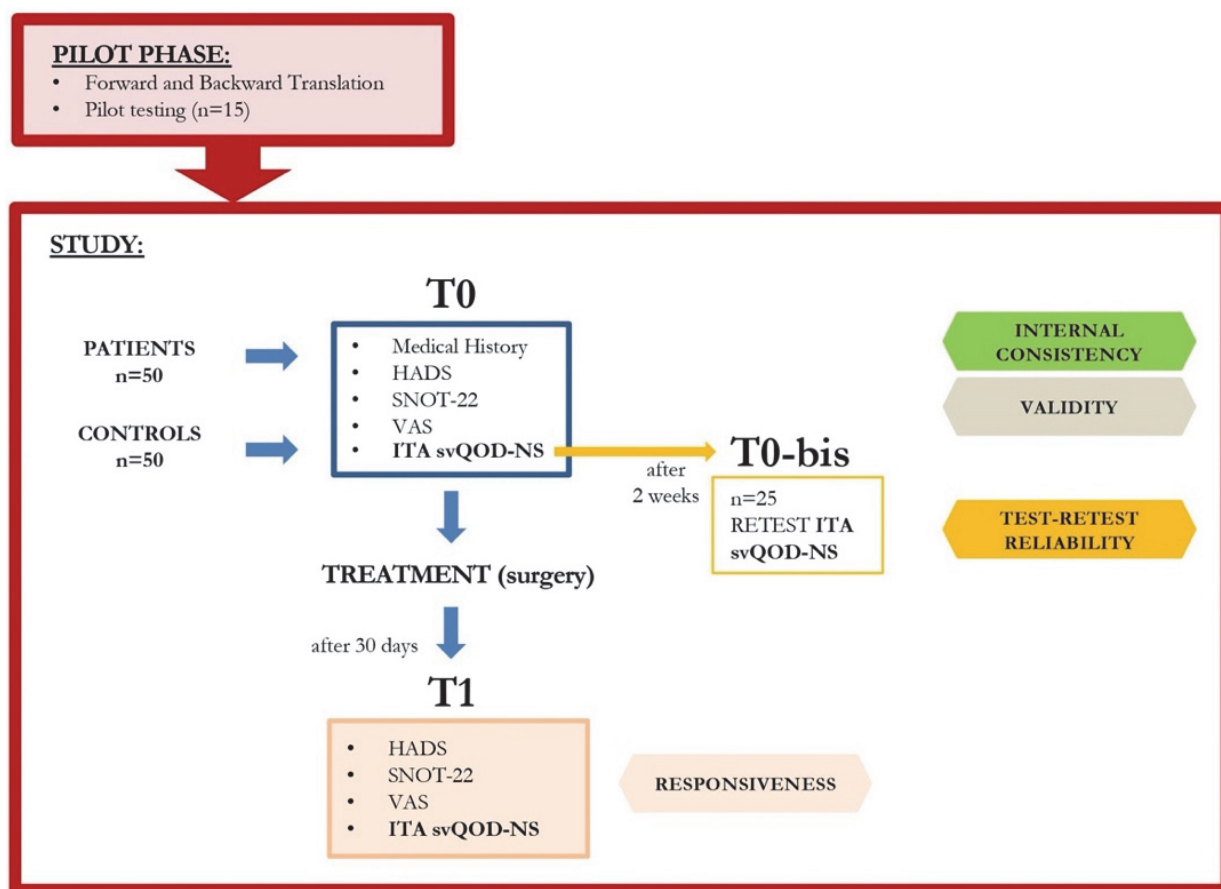 PILOT PHASE:
• Forward and Backward Translation
• Pilot testing (n=15)
STUDY:
T0
PATIENTS
n=50
CONTROLS
n=50
• Medical History
• HADS
• SNOT-22
• VAS
• ITA svQOD-NS
after
2 weeks
T0-bis
n=25
RETEST ITA
svQOD-NS
INTERNAL
CONSISTENCY
VALIDITY
TEST-RETEST
RELIABILITY
TREATMENT (surgery)
after 30 days
T1
• HADS
• SNOT-22
• VAS
• ITA svQOD-NS
RESPONSIVENESS